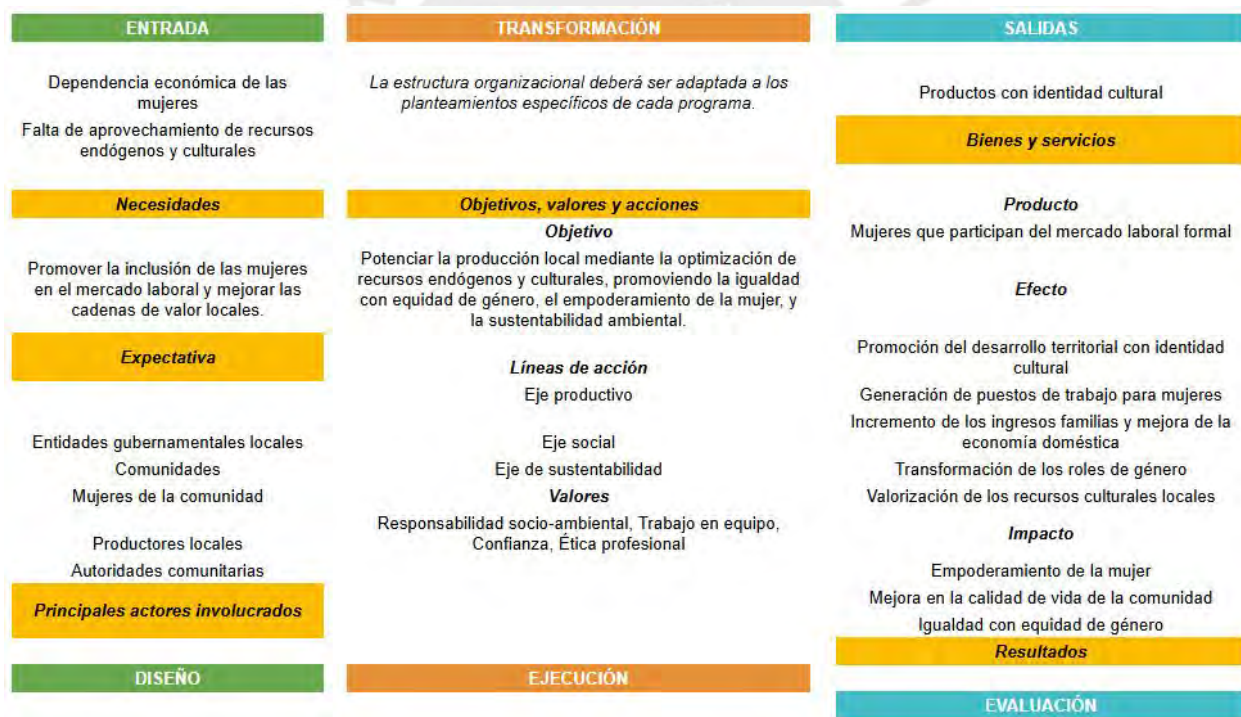 ENTRADA
Dependencia económica de las
mujeres
Falta de aprovechamiento de recursos
endógenos y culturales
Necesidades
Promover la inclusión de las mujeres
en el mercado laboral y mejorar las
cadenas de valor locales.
Expectativa
Entidades gubernamentales locales
Comunidades
Mujeres de la comunidad
Productores locales
Autoridades comunitarias
Principales actores involucrados
DISEÑO
TRANSFORMACIÓN
La estructura organizacional deberá ser adaptada a los
planteamientos específicos de cada programa.
Objetivos, valores y acciones
Objetivo
Potenciar la producción local mediante la optimización de
recursos endógenos y culturales, promoviendo la igualdad
con equidad de género, el empoderamiento de la mujer, y
la sustentabilidad ambiental.
Líneas de acción
Eje productivo
Eje social
Eje de sustentabilidad
Valores
Responsabilidad socio-ambiental, Trabajo en equipo,
Confianza, Ética profesional
EJECUCIÓN
SALIDAS
Productos con identidad cultural
Bienes y servicios
Producto
Mujeres que participan del mercado laboral formal
Efecto
Promoción del desarrollo territorial con identidad
cultural
Generación de puestos de trabajo para mujeres
Incremento de los ingresos familias y mejora de la
economía doméstica
Transformación de los roles de género
Valorización de los recursos culturales locales
Impacto
Empoderamiento de la mujer
Mejora en la calidad de vida de la comunidad
Igualdad con equidad de género
Resultados
EVALUACIÓN